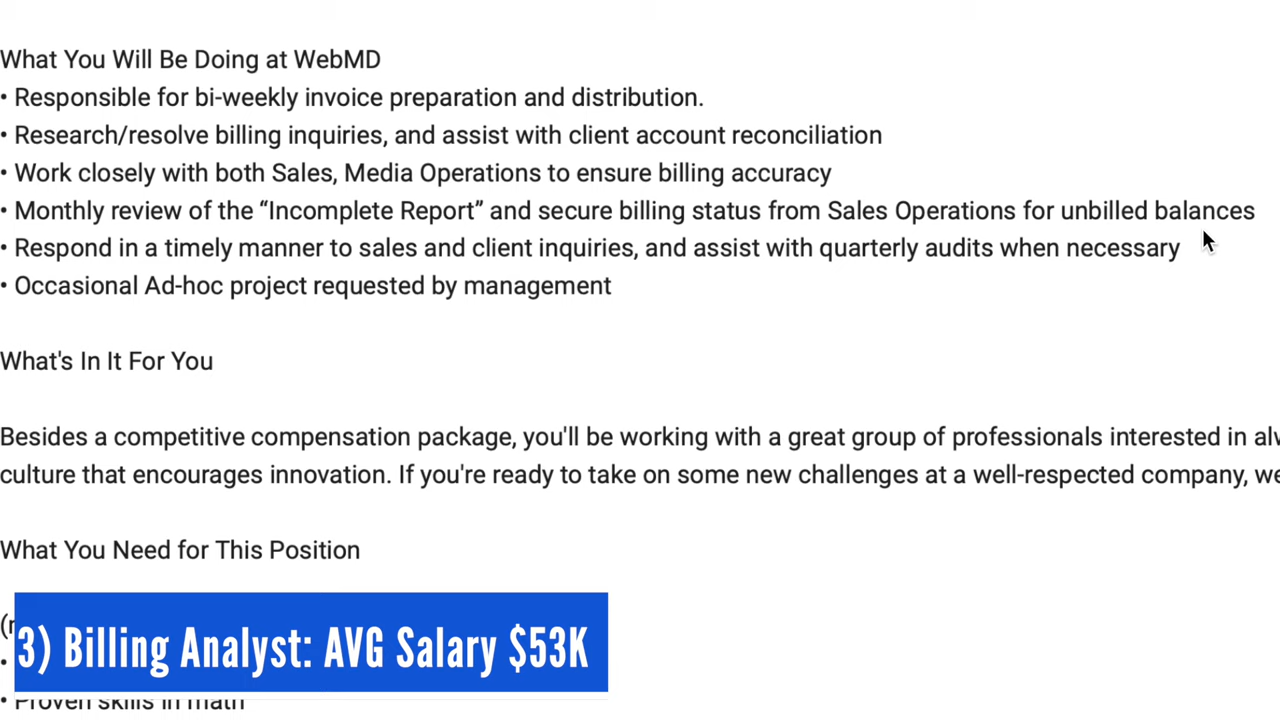 What You Will Be Doing at WebMD
• Responsible for bi-weekly invoice preparation and distribution.
• Research/resolve billing inquiries, and assist with client account reconciliation
• Work closely with both Sales, Media Operations to ensure billing accuracy
• Monthly review of the “Incomplete Report” and secure billing status from Sales Operations for unbilled balances
• Respond in a timely manner to sales and client inquiries, and assist with quarterly audits when necessary
• Occasional Ad-hoc project requested by management
What's In It For You
Besides a competitive compensation package, you'll be working with a great group of professionals interested in
culture that encourages innovation. If you're ready to take on some new challenges at a well-respected company,
What You Need for This Position
3) Billing Analyst: AVG Salary $53K
• Proven skills in math